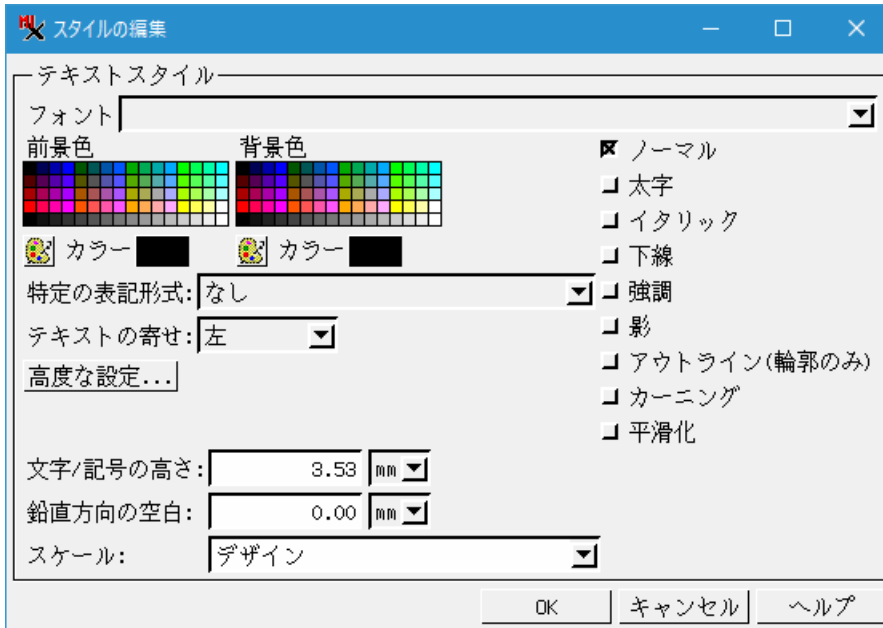 スタイルの編集
テキストスタイル
フォント
前景色 背景色
カラー カラー
特定の表記形式: なし
テキストの寄せ: 左
高度な設定...
ノーマル
太字
イタリック
下線
強調
影
アウトライン(輪郭のみ)
カーニング
平滑化
文字/記号の高さ: 3.53 mm
鉛直方向の空白: 0.00 mm
スケール: デザイン
OK キャンセル ヘルプ